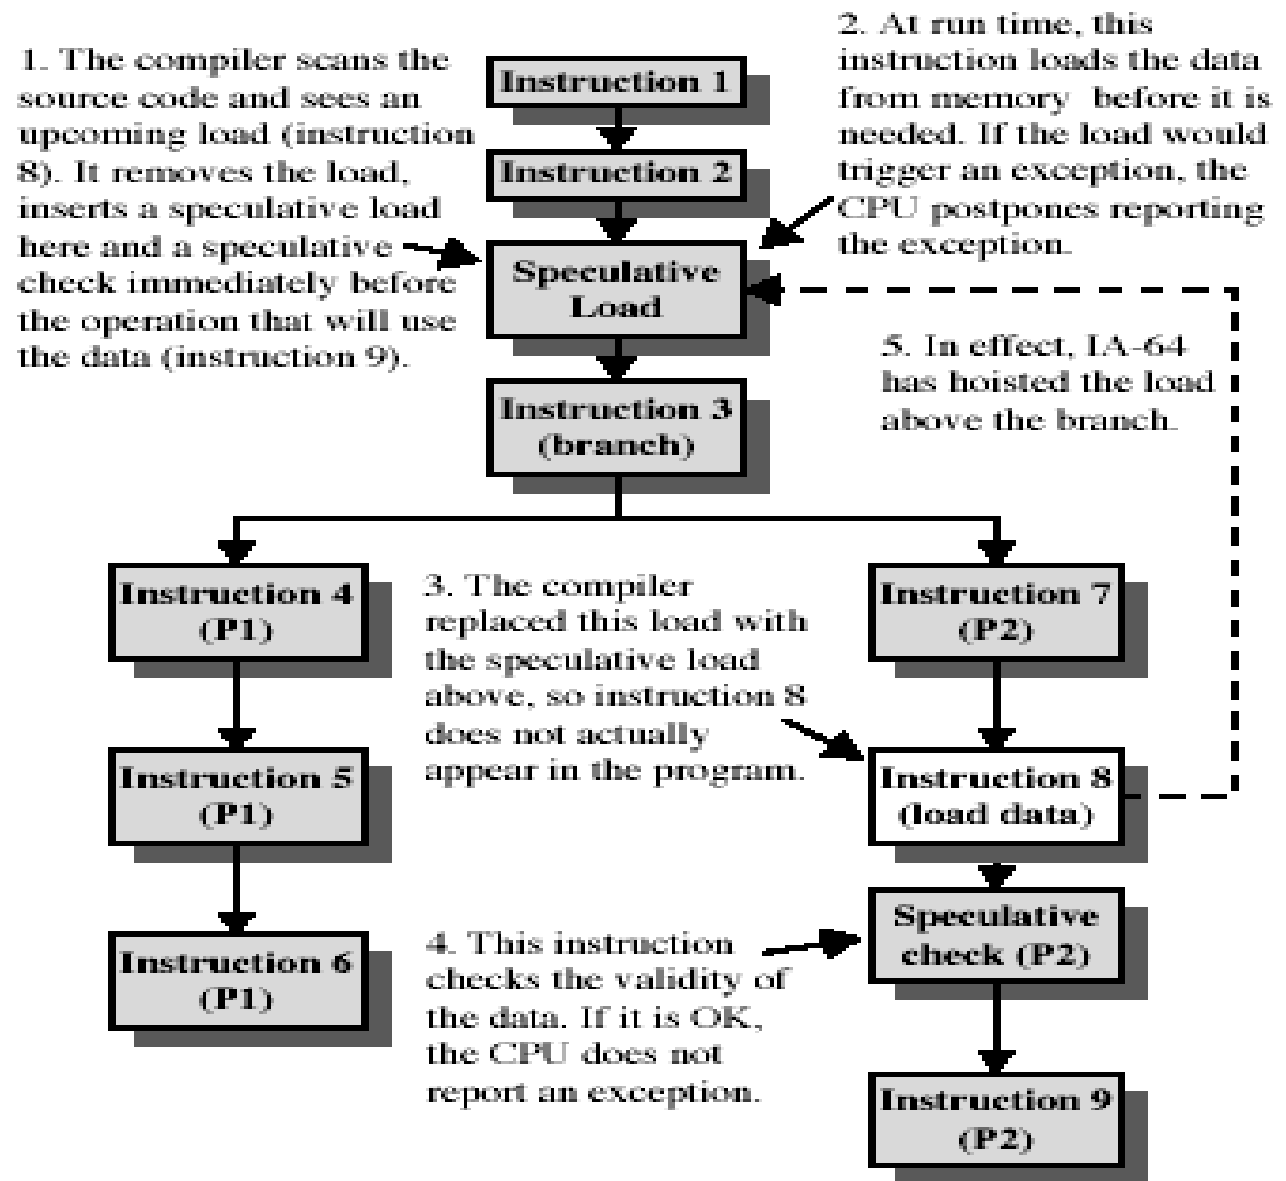 1. The compiler scans the
source code and sees an
upcoming load (instruction
8). It removes the load,
inserts a speculative load
here and a speculative
check immediately before
the operation that will use
the data (instruction 9).
Instruction 1
Instruction 2
Speculative
Load
Instruction 3
(branch)
2. At run time, this
instruction loads the data
from memory before it is
needed. If the load would
trigger an exception, the
CPU postpones reporting
the exception.
5. In effect, IA-64
has hoisted the load
above the branch.
Instruction 4
(P1)
Instruction 5
(P1)
Instruction 6
(P1)
3. The compiler
replaced this load with
the speculative load
above, so instruction 8
does not actually
appear in the program.
4. This instruction
checks the validity of
the data. If it is OK,
the CPU does not
report an exception.
Instruction 7
(P2)
Instruction 8
(load data)
Speculative
check (P2)
Instruction 9
(P2)